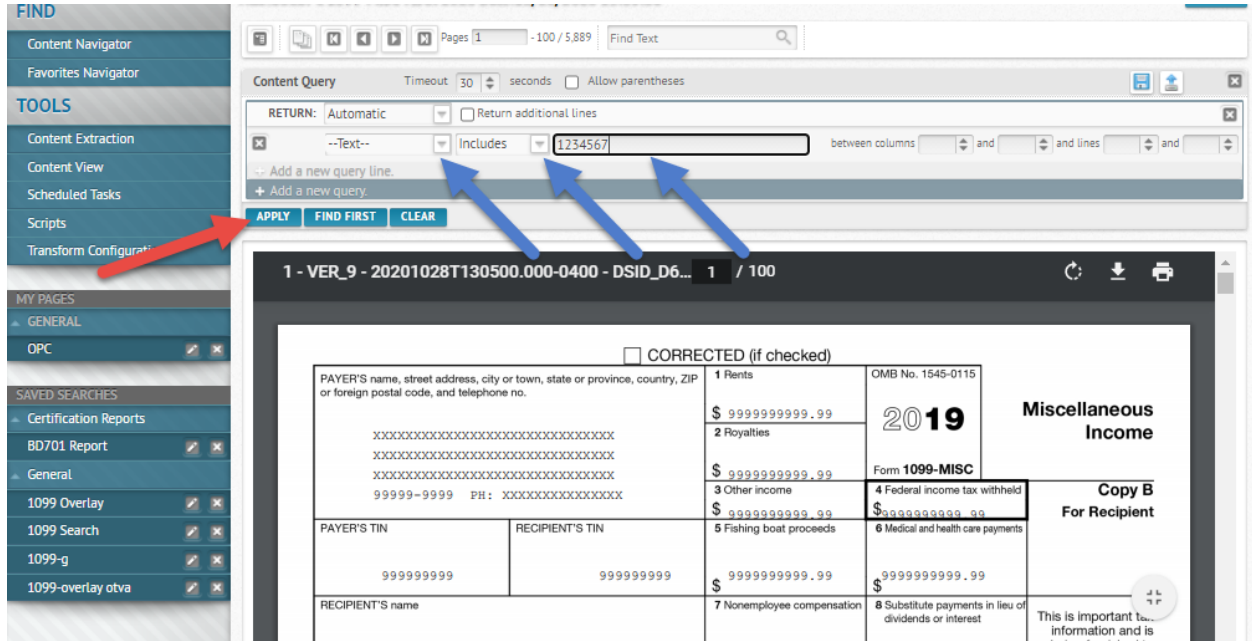 FIND
Content Navigator
Favorites Navigator
TOOLS
Content Extraction
Content View
Scheduled Tasks
Scripts
Transform
MY PAGES
GENERAL
OPC
SAVED SEARCHES
Certification Reports
BD701 Report
General
1099 Overlay
1099 Search
1099-g
1099-overlay otva
Pages 1 - 100 / 5,889 Find Text
Content Query Timeout 30 seconds Allow parentheses
RETURN: Automatic Return additional lines
--Text-- Includes 1234567 between columns and and lines and
+ Add a new query line.
+ Add a new query.
APPLY FIND FIRST CLEAR
1 - VER_9 - 20201028T130500.000-0400 - DSID_D6... 1 / 100
CORRECTED (if checked)
PAYER'S name, street address, city or town, state or province, country, ZIP
or foreign postal code, and telephone no.
XXXXXXXXXXXXXXXXXXXXXXXXXXXXXX
XXXXXXXXXXXXXXXXXXXXXXXXXXXXXX
XXXXXXXXXXXXXXXXXXXXXXXXXXXXXX
99999-9999 PH: XXXXXXXXXXXXXXX
1 Rents
$ 9999999999.99
2 Royalties
$ 9999999999.99
3 Other income
$ 9999999999.99
OMB No. 1545-0115
2019
Form 1099-MISC
4 Federal income tax withheld
$9999999999.99
Miscellaneous
Income
Copy B
For Recipient
PAYER'S TIN
999999999
RECIPIENT'S TIN
999999999
5 Fishing boat proceeds
$ 9999999999.99
6 Medical and health care payments
$9999999999.99
RECIPIENT'S name
7 Nonemployee compensation
8 Substitute payments in lieu of
dividends or interest
This is important
information and is